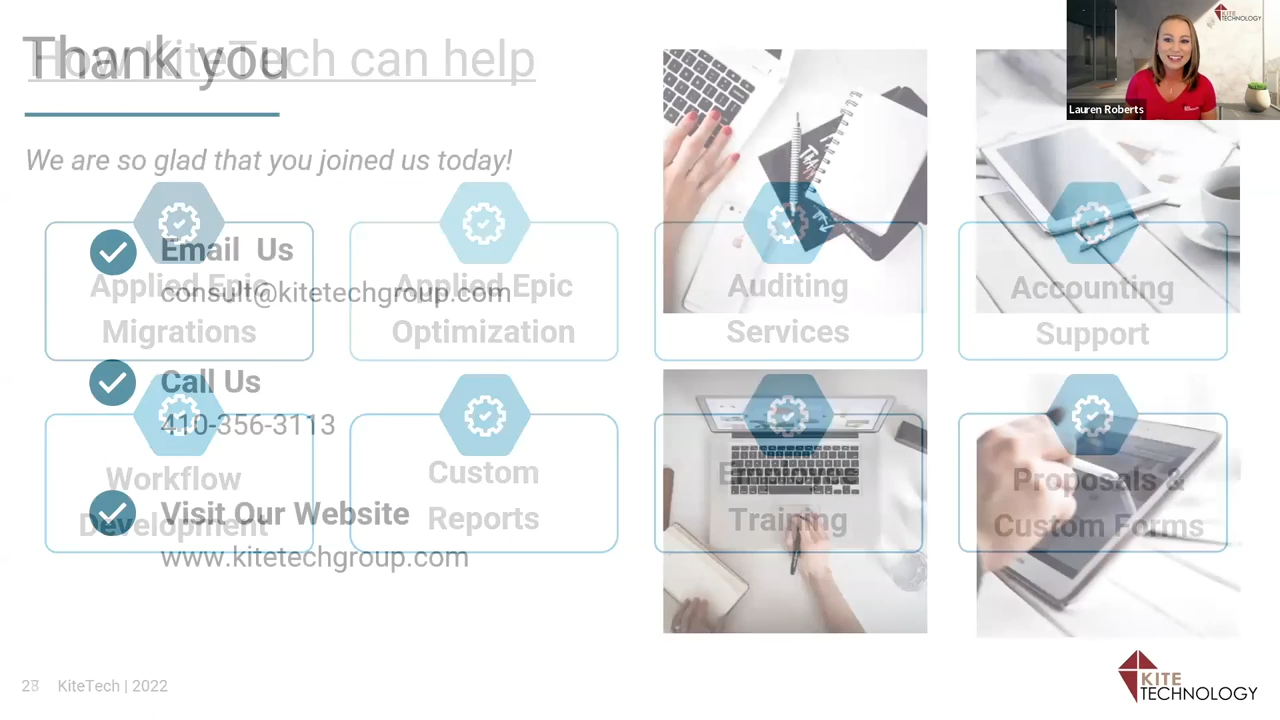 Thank you
How KiteTech can help
We are so glad that you joined us today!
Email Us
consult@kitetechgroup.com
Call Us
410-356-3113
Visit Our Website
www.kitetechgroup.com
Applied Epic
Migrations
Applied Epic
Optimization
Auditing
Services
Accounting
Support
Workflow
Development
Custom
Reports
Training
Proposals &
Custom Forms
KITE
TECHNOLOGY
Lauren Roberts
KiteTech | 2022
KITE
TECHNOLOGY